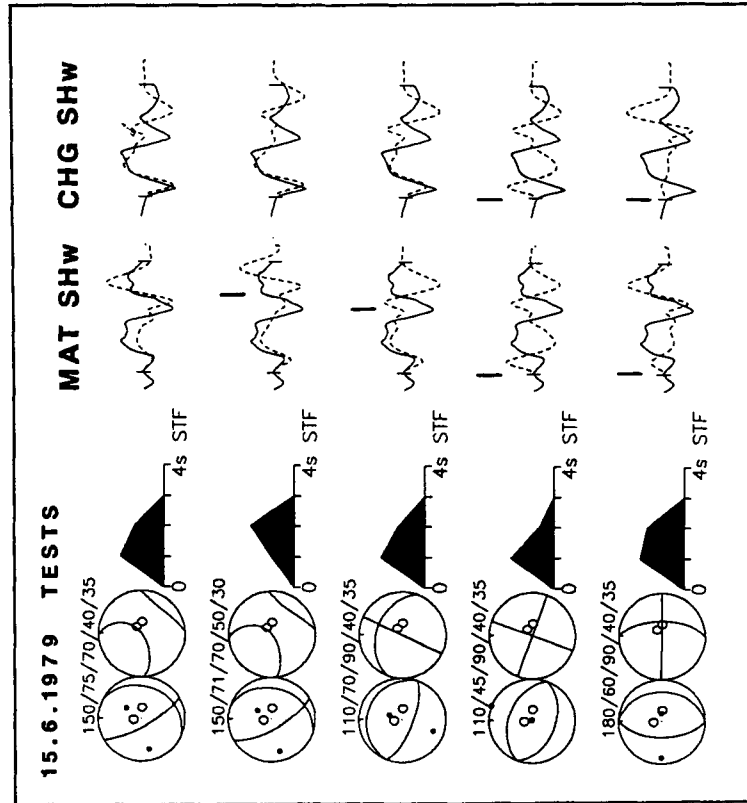 15.6.1979 TESTS
MAT SHw CHG SHw
150/75/70/40/35
0 4s STF
150/71/70/50/30
0 4s STF
110/70/90/40/35
0 4s STF
110/45/90/40/35
0 4s STF
180/60/90/40/35
0 4s STF